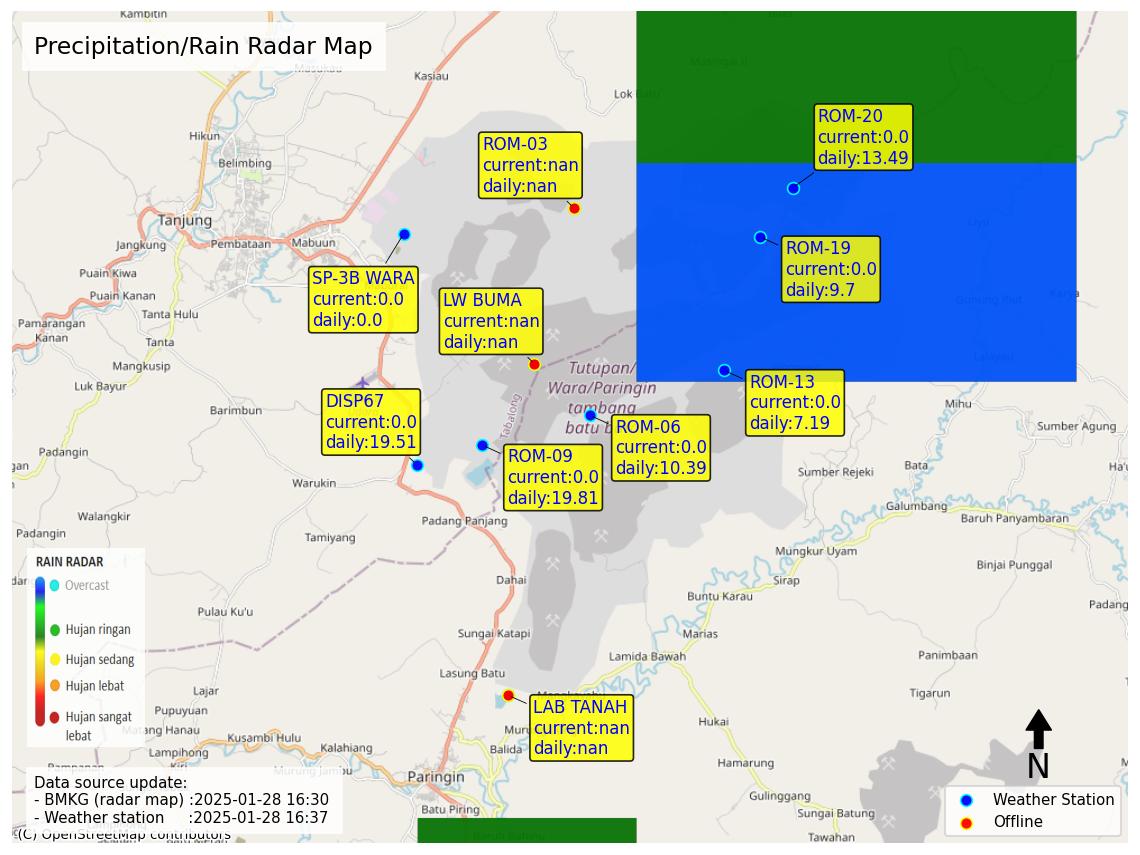 Precipitation/Rain Radar Map
Kambitin
Masukau
Kasiau
Lok
Hikun
Belimbing
Tanjung
Jangkung
Pembataan
Mabuun
Puain Kiwa
Puain Kanan
Tanta Hulu
Pamarangan
Kanan
Tanta
Mangkusip
Luk Bayur
Barimbun
Padangin
Warukin
Walangkir
Padangin
Tamiyang
Padang Panjang
Dahai
Pulau Ku'u
Sungai Katapi
Lasung Batu
Lajar
Pupuyuan
Matang Hanau
Kusambi Hulu
Lampihong
Kalahiang
Murung Jambu
Paringin
Balida
Batu Piring
Tabalong
Tutupan/
Wara/Paringin
tambang
batu b
Liyu
Gunung Riut
Karya
Lalayau
Mihu
Sumber Agung
Sumber Rejeki
Bata
Galumbang
Baruh Panyambaran
Mungkur Uyam
Binjai Punggal
Sirap
Buntu Karau
Padang
Marias
Lamida Bawah
Panimbaan
Tigarun
Hukai
Hamarung
Gulinggang
Sungai Batung
Tawahan
ROM-20
current:0.0
daily:13.49
ROM-03
current:nan
daily:nan
ROM-19
current:0.0
daily:9.7
SP-3B WARA
current:0.0
daily:0.0
LW BUMA
current:nan
daily:nan
ROM-13
current:0.0
daily:7.19
DISP67
current:0.0
daily:19.51
ROM-06
current:0.0
daily:10.39
ROM-09
current:0.0
daily:19.81
LAB TANAH
current:nan
daily:nan
RAIN RADAR
Overcast
Hujan ringan
Hujan sedang
Hujan lebat
Hujan sangat
lebat
Data source update:
- BMKG (radar map) :2025-01-28 16:30
- Weather station :2025-01-28 16:37
(C) OpenStreetMap contributors
N
Weather Station
Offline